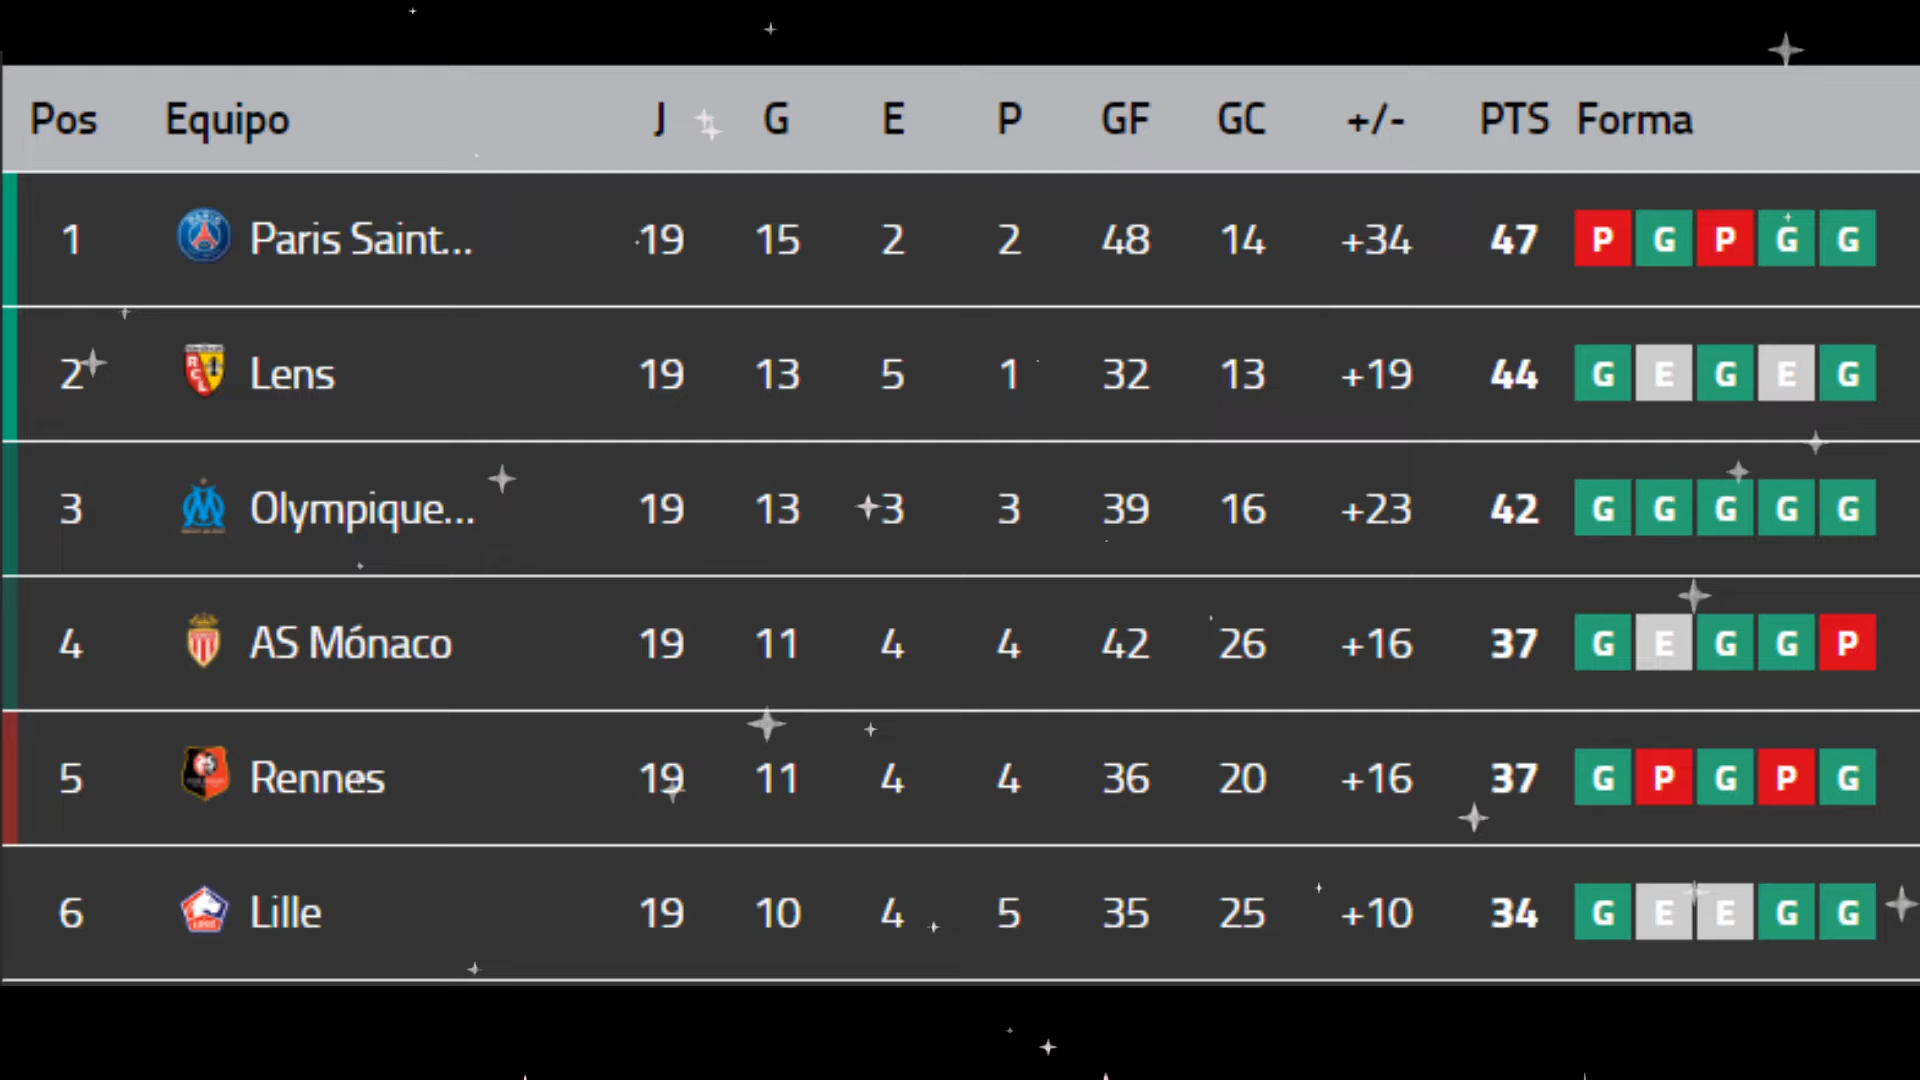 Pos Equipo J G E P GF GC +/- PTS Forma
1 Paris Saint... 19 15 2 2 48 14 +34 47 P G P G G
2 Lens 19 13 5 1 32 13 +19 44 G E G E G
3 Olympique... 19 13 3 3 39 16 +23 42 G G G G G
4 AS Mónaco 19 11 4 4 42 26 +16 37 G E G G P
5 Rennes 19 11 4 4 36 20 +16 37 G P G P G
6 Lille 19 10 4 5 35 25 +10 34 G E E G G